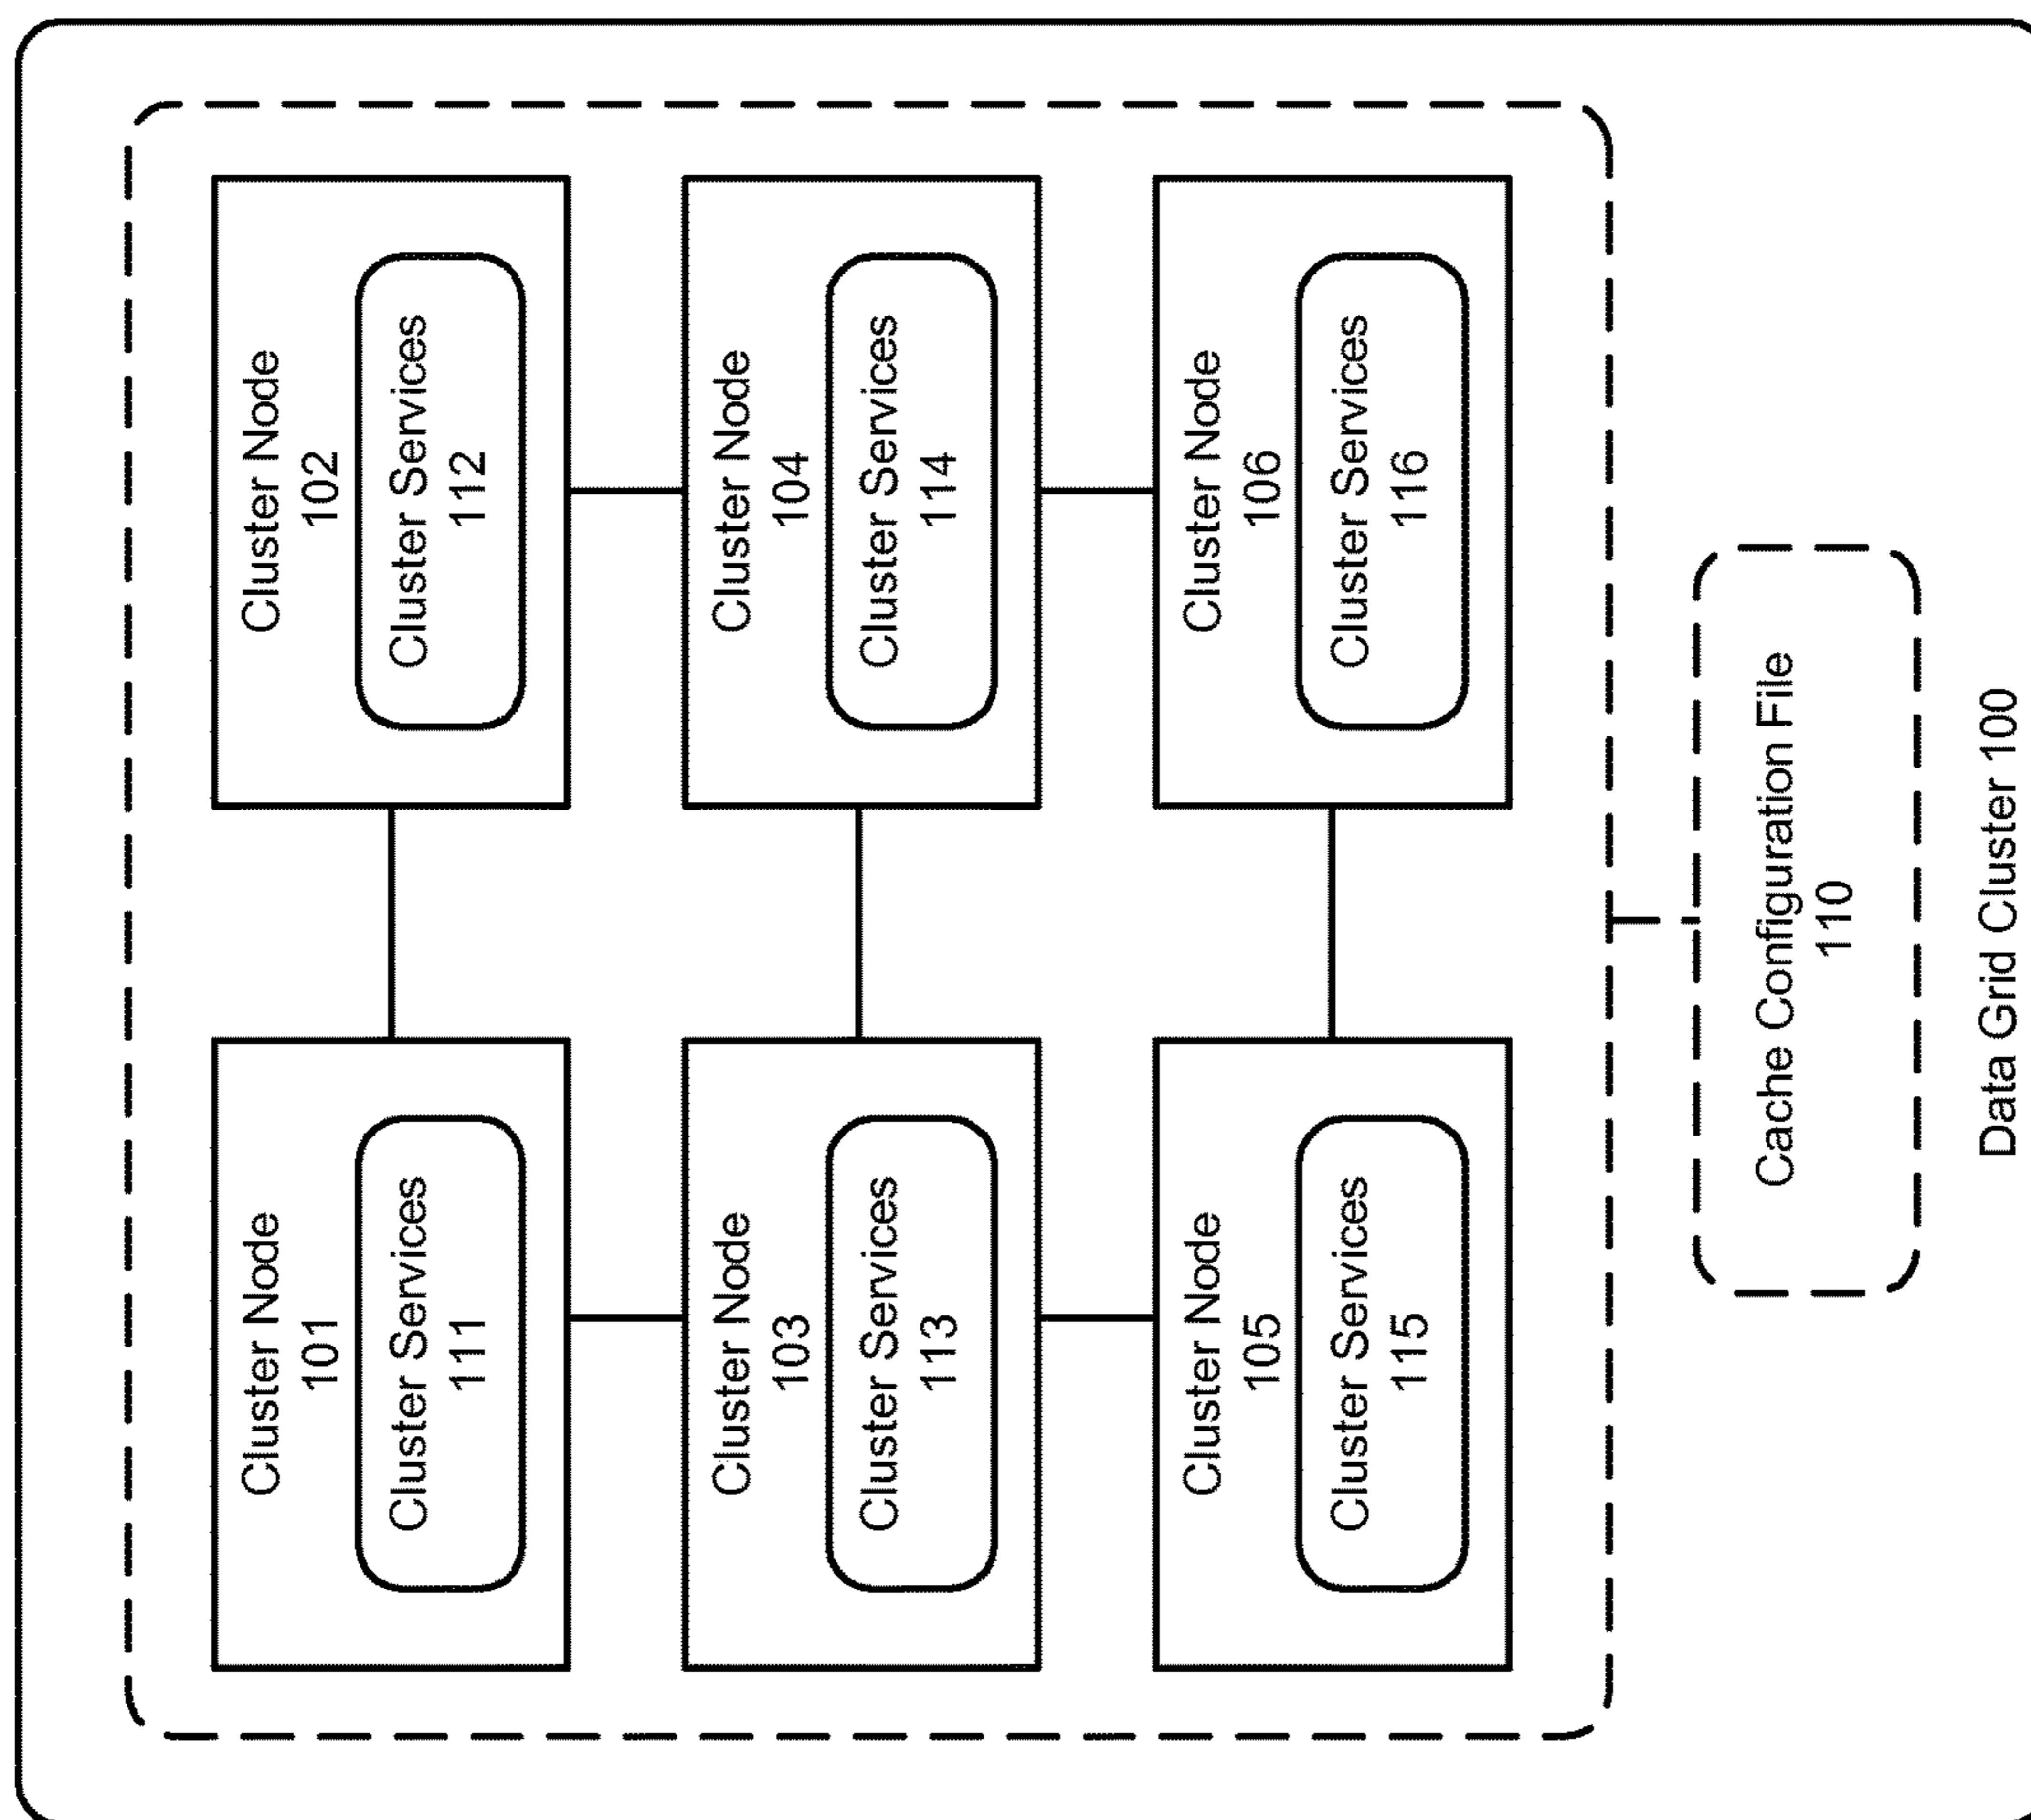 Cluster Node
101
Cluster Services
111
Cluster Node
102
Cluster Services
112
Cluster Node
103
Cluster Services
113
Cluster Node
104
Cluster Services
114
Cluster Node
105
Cluster Services
115
Cluster Node
106
Cluster Services
116
Cache Configuration File
110
Data Grid Cluster 100